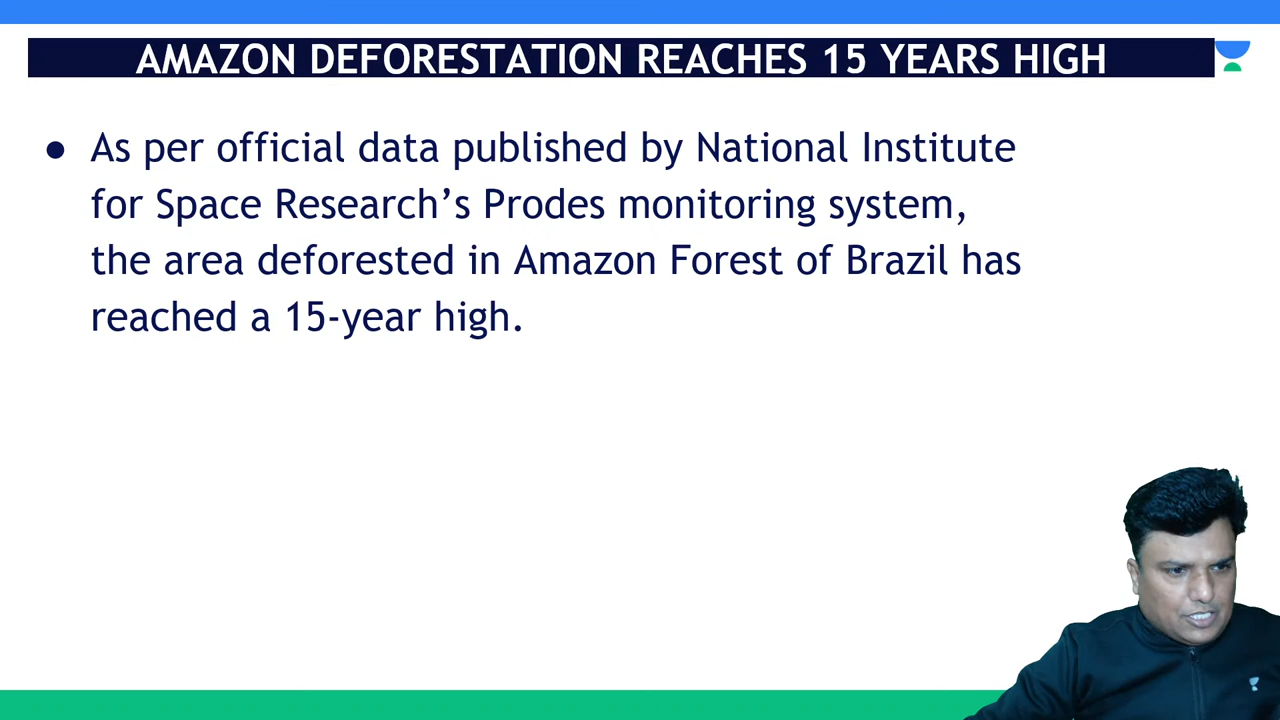 AMAZON DEFORESTATION REACHES 15 YEARS HIGH
● As per official data published by National Institute
for Space Research’s Prodes monitoring system,
the area deforested in Amazon Forest of Brazil has
reached a 15-year high.